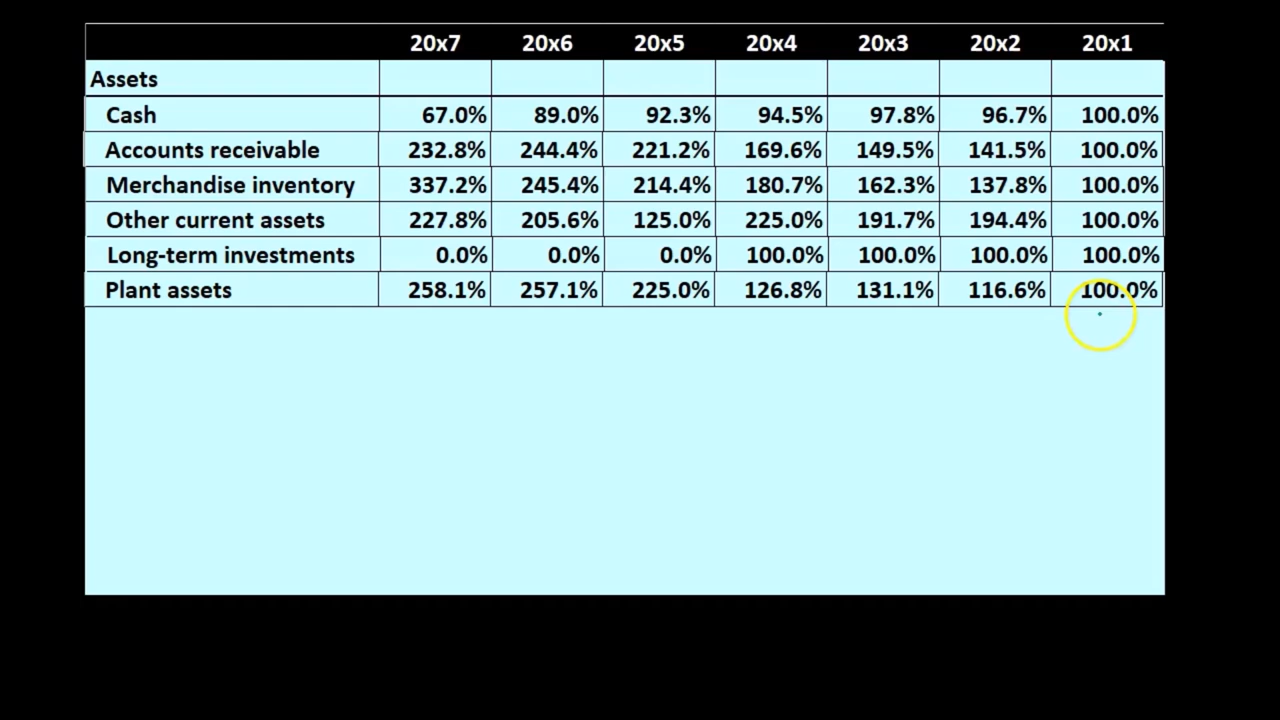 20x7 20x6 20x5 20x4 20x3 20x2 20x1
Assets
Cash 67.0% 89.0% 92.3% 94.5% 97.8% 96.7% 100.0%
Accounts receivable 232.8% 244.4% 221.2% 169.6% 149.5% 141.5% 100.0%
Merchandise inventory 337.2% 245.4% 214.4% 180.7% 162.3% 137.8% 100.0%
Other current assets 227.8% 205.6% 125.0% 225.0% 191.7% 194.4% 100.0%
Long-term investments 0.0% 0.0% 0.0% 100.0% 100.0% 100.0% 100.0%
Plant assets 258.1% 257.1% 225.0% 126.8% 131.1% 116.6% 100.0%